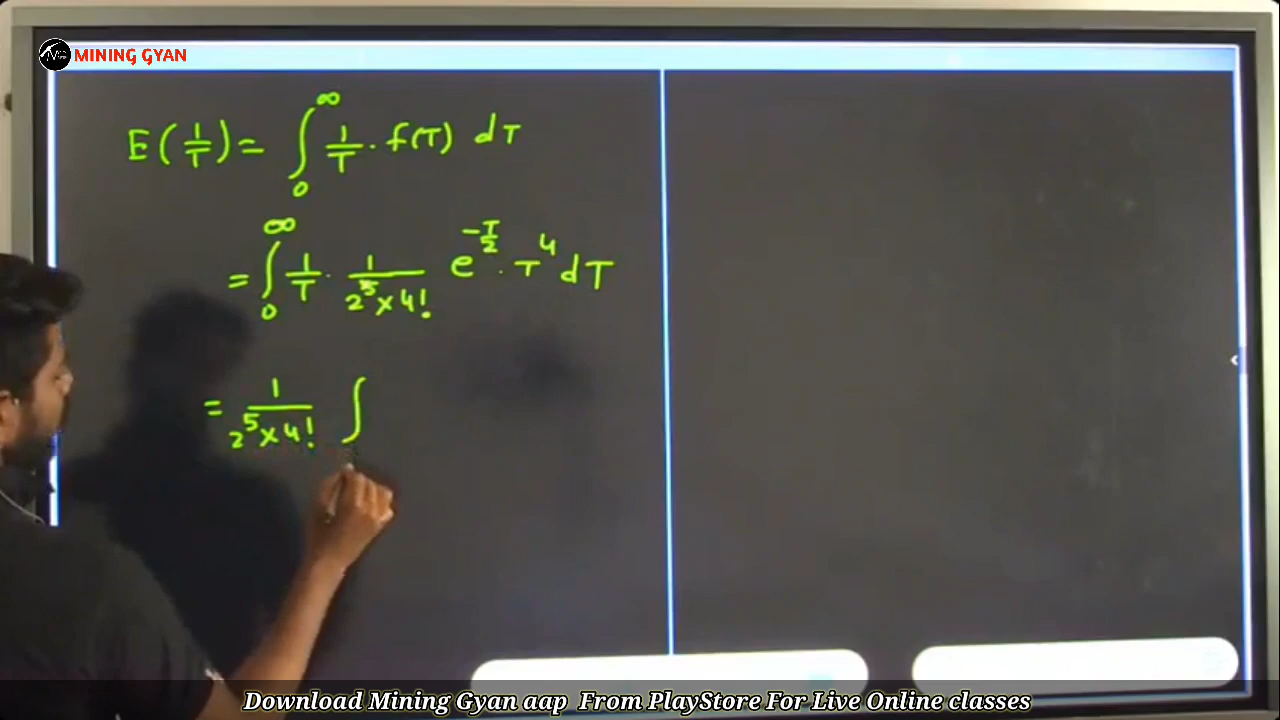 MINING GYAN
E(1/T) = ∫₀^∞ 1/T · f(T) dT
= ∫₀^∞ 1/T · 1/(2⁵×4!) e^(-T/2) · T⁴ dT
= 1/(2⁵×4!) ∫
Download Mining Gyan aap From PlayStore For Live Online classes